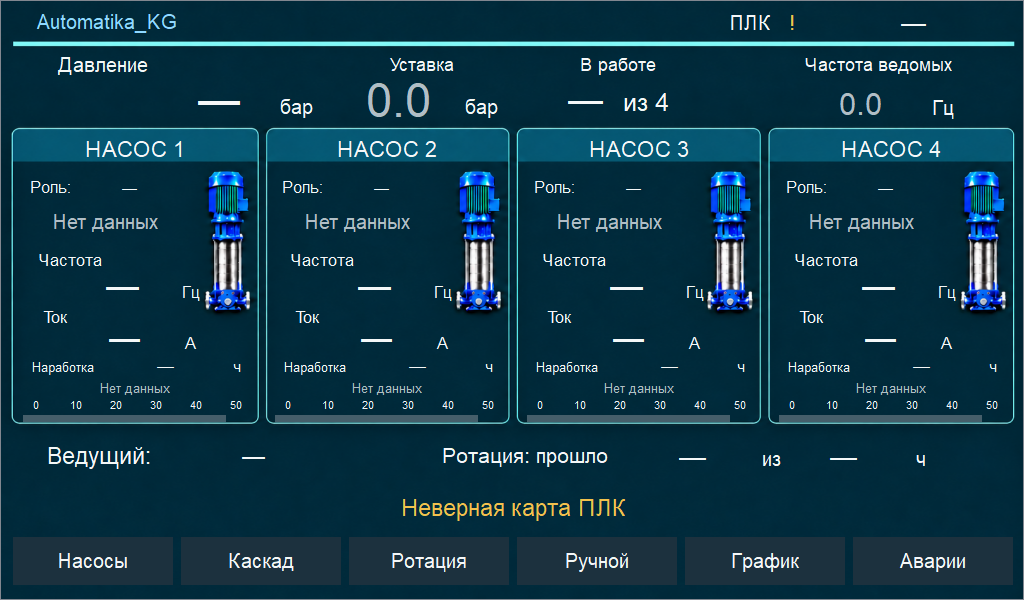 Automatika_KG ПЛК ! —
Давление Уставка В работе Частота ведомых
— бар 0.0 бар — из 4 0.0 Гц
НАСОС 1 НАСОС 2 НАСОС 3 НАСОС 4
Роль: — Роль: — Роль: — Роль: —
Нет данных Нет данных Нет данных Нет данных
Частота Частота Частота Частота
— Гц — Гц — Гц — Гц
Ток Ток Ток Ток
— А — А — А — А
Наработка — ч Наработка — ч Наработка — ч Наработка — ч
Нет данных Нет данных Нет данных Нет данных
0 10 20 30 40 50 0 10 20 30 40 50 0 10 20 30 40 50 0 10 20 30 40 50
Ведущий: — Ротация: прошло — из — ч
Неверная карта ПЛК
Насосы Каскад Ротация Ручной График Аварии